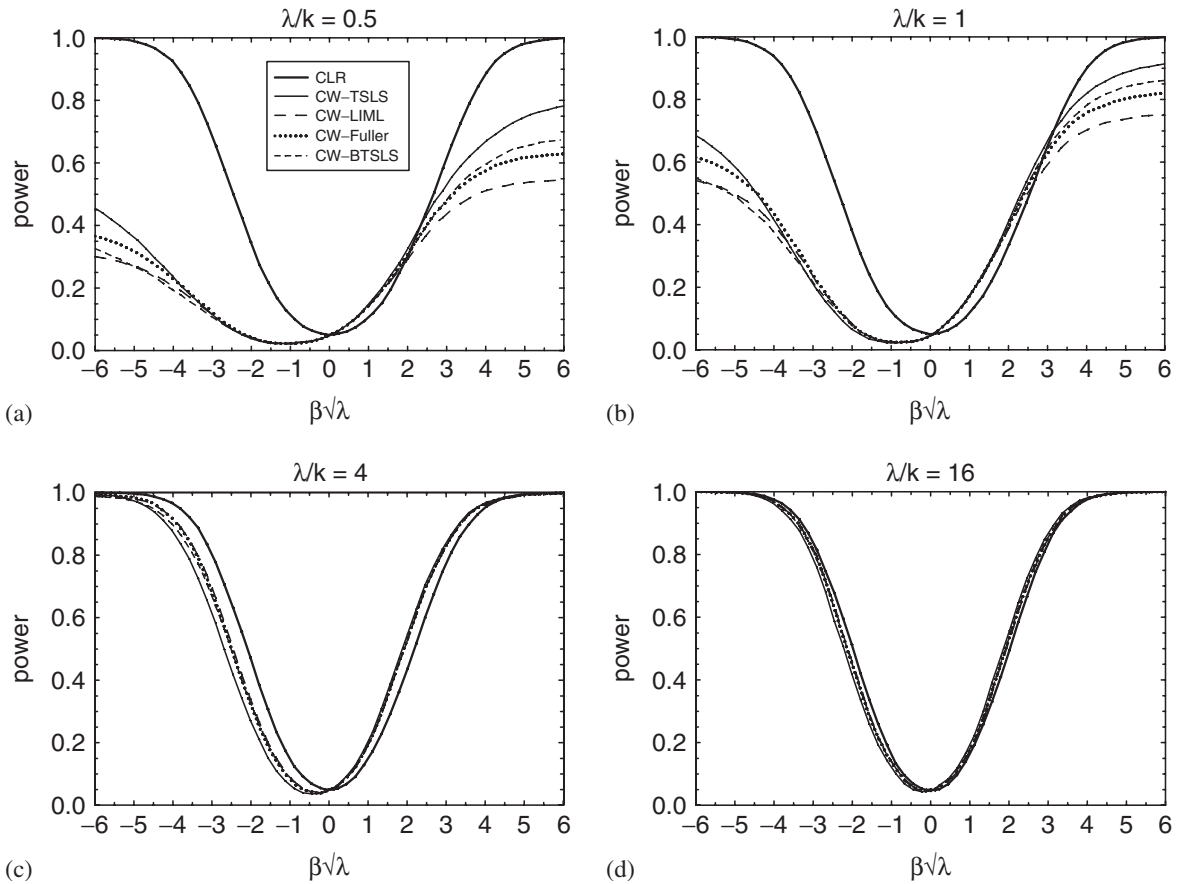 λ/k = 0.5
1.0
0.8
0.6
0.4
0.2
0.0
power
CLR
CW–TSLS
CW–LIML
CW–Fuller
CW–BTSLS
–6 –5 –4 –3 –2 –1 0 1 2 3 4 5 6
(a)
β√λ
λ/k = 1
1.0
0.8
0.6
0.4
0.2
0.0
power
–6 –5 –4 –3 –2 –1 0 1 2 3 4 5 6
(b)
β√λ
λ/k = 4
1.0
0.8
0.6
0.4
0.2
0.0
power
–6 –5 –4 –3 –2 –1 0 1 2 3 4 5 6
(c)
β√λ
λ/k = 16
1.0
0.8
0.6
0.4
0.2
0.0
power
–6 –5 –4 –3 –2 –1 0 1 2 3 4 5 6
(d)
β√λ